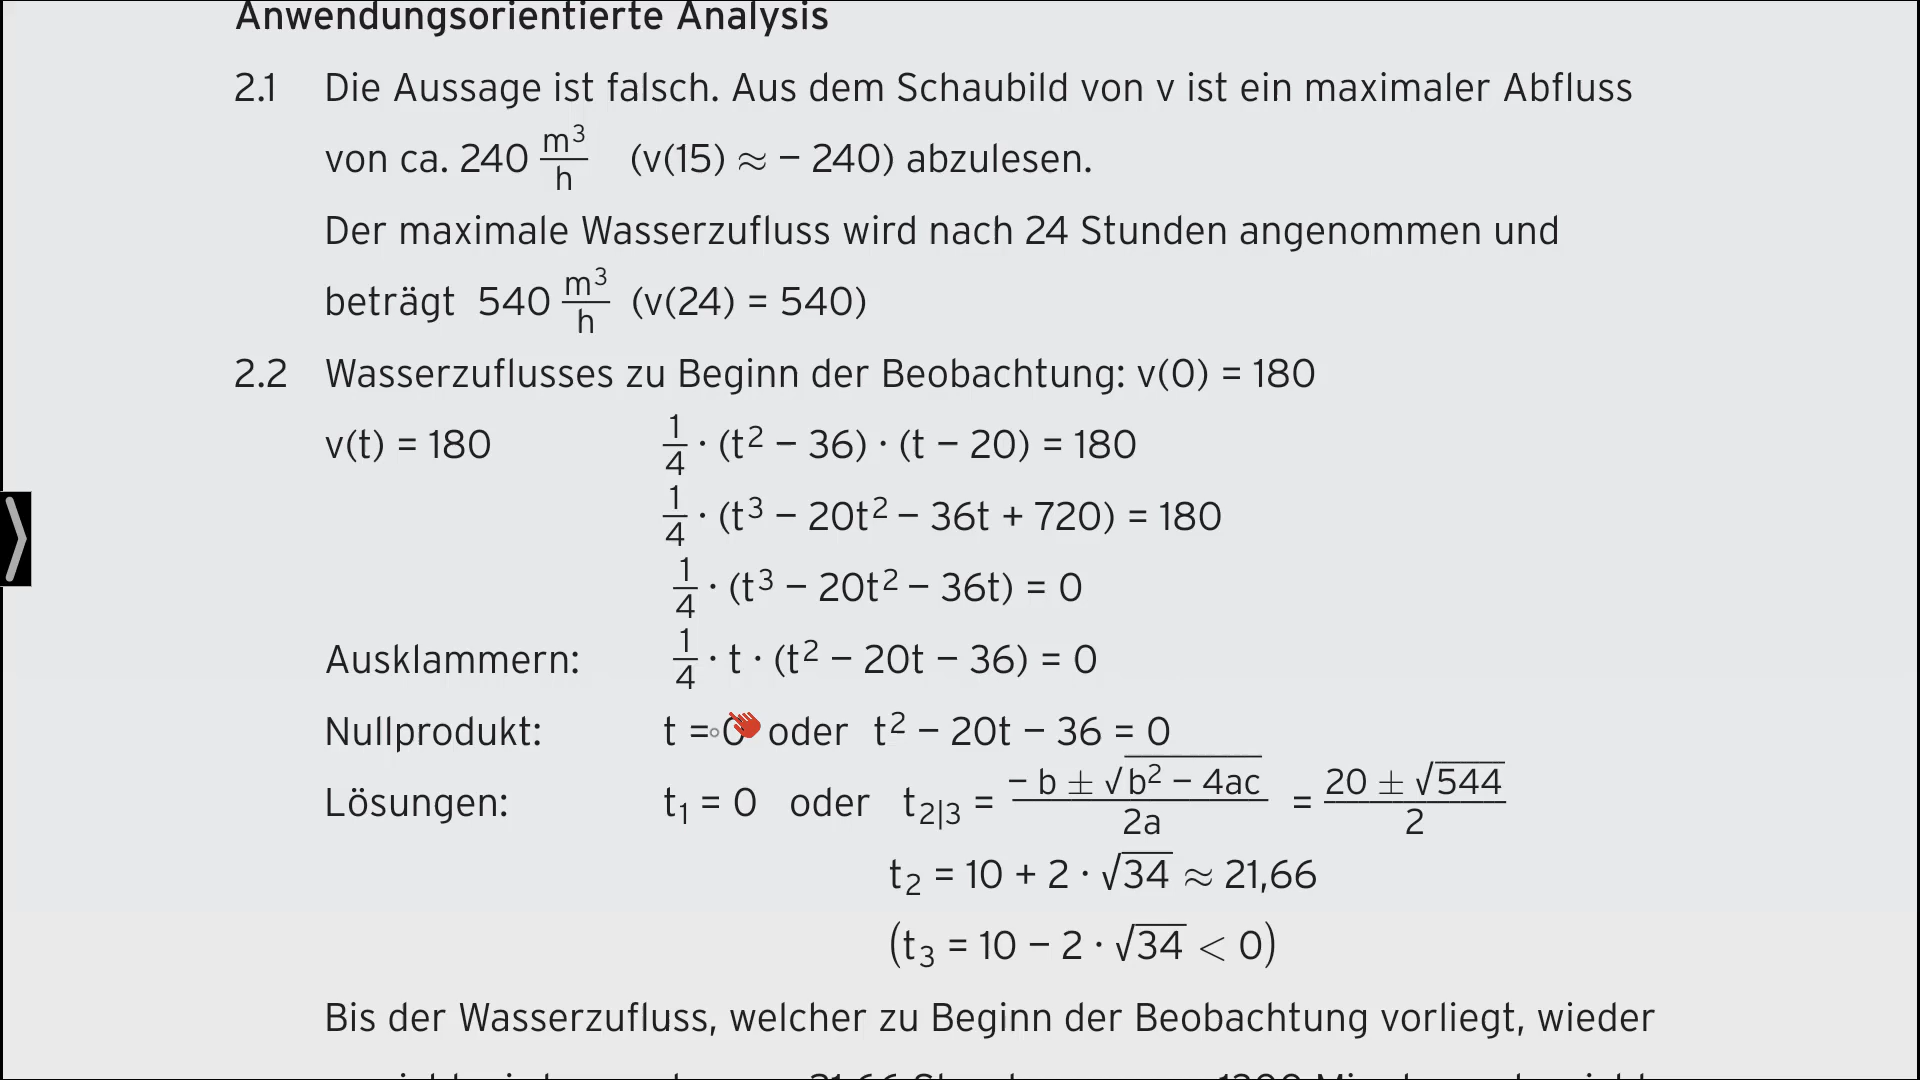 Anwendungsorientierte Analysis
2.1 Die Aussage ist falsch. Aus dem Schaubild von v ist ein maximaler Abfluss
von ca. 240 m³/h (v(15) ≈ − 240) abzulesen.
Der maximale Wasserzufluss wird nach 24 Stunden angenommen und
beträgt 540 m³/h (v(24) = 540)
2.2 Wasserzuflusses zu Beginn der Beobachtung: v(0) = 180
v(t) = 180 1/4 · (t² − 36) · (t − 20) = 180
1/4 · (t³ − 20t² − 36t + 720) = 180
1/4 · (t³ − 20t² − 36t) = 0
Ausklammern: 1/4 · t · (t² − 20t − 36) = 0
Nullprodukt: t = 0 oder t² − 20t − 36 = 0
Lösungen: t₁ = 0 oder t₂|₃ = (− b ± √(b² − 4ac))/(2a) = (20 ± √544)/2
t₂ = 10 + 2 · √34 ≈ 21,66
(t₃ = 10 − 2 · √34 < 0)
Bis der Wasserzufluss, welcher zu Beginn der Beobachtung vorliegt, wieder